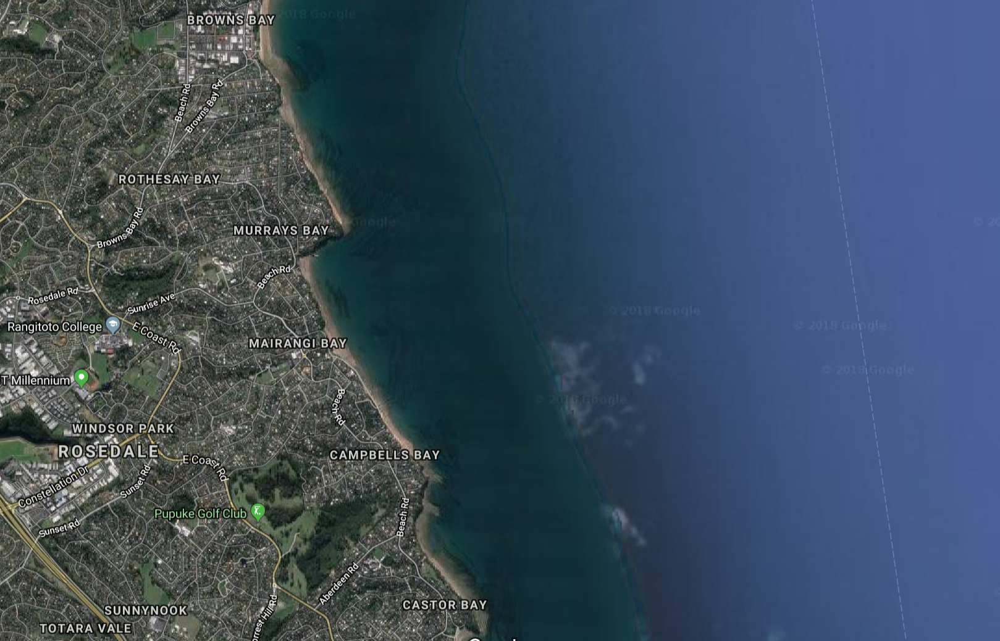 BROWNS BAY
2018 Google
Beach Rd
Browns Bay Rd
ROTHESAY BAY
Browns Bay Rd
MURRAYS BAY
Google
Beach Rd
Rosedale Rd
Sunrise Ave
© 2018 Google
© 2018 Google
Rangitoto College
E Coast Rd
MAIRANGI BAY
© 2018 Google
T Millennium
Beach Rd
© 2018 Google
WINDSOR PARK
ROSEDALE
CAMPBELLS BAY
E Coast Rd
Constellation Dr
Sunset Rd
Pupuke Golf Club
Beach Rd
Sunset Rd
Aberdeen Rd
SUNNYNOOK
CASTOR BAY
orrest Hill Rd
TOTARA VALE